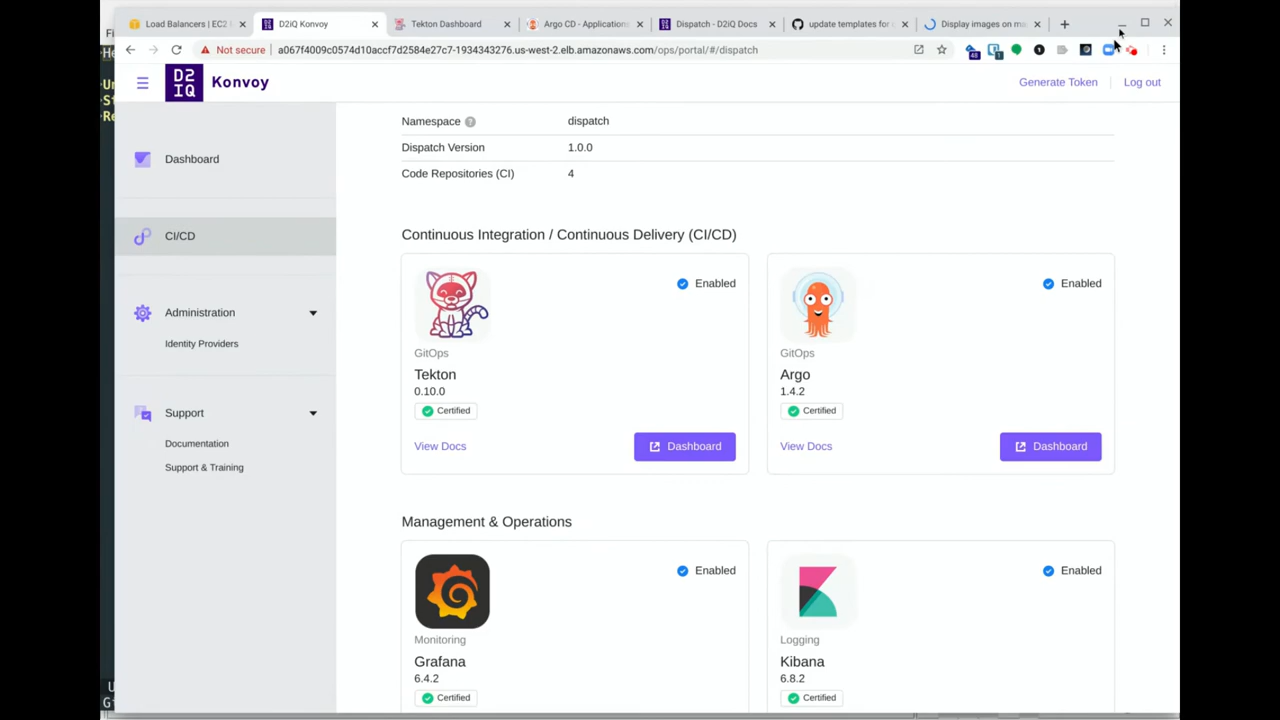 Load Balancers | EC2
D2iQ Konvoy
Tekton Dashboard
Argo CD - Applications
Dispatch - D2iQ Docs
update templates for
Display images on
Not secure
a067f4009c0574d10accf7d2584e27c7-1934343276.us-west-2.elb.amazonaws.com/ops/portal/#/dispatch
48
1
D2
IQ
Konvoy
Generate Token
Log out
Dashboard
CI/CD
Administration
Identity Providers
Support
Documentation
Support & Training
Namespace
dispatch
Dispatch Version
1.0.0
Code Repositories (CI)
4
Continuous Integration / Continuous Delivery (CI/CD)
Enabled
GitOps
Tekton
0.10.0
Certified
View Docs
Dashboard
Enabled
GitOps
Argo
1.4.2
Certified
View Docs
Dashboard
Management & Operations
Enabled
Monitoring
Grafana
6.4.2
Certified
Enabled
Logging
Kibana
6.8.2
Certified